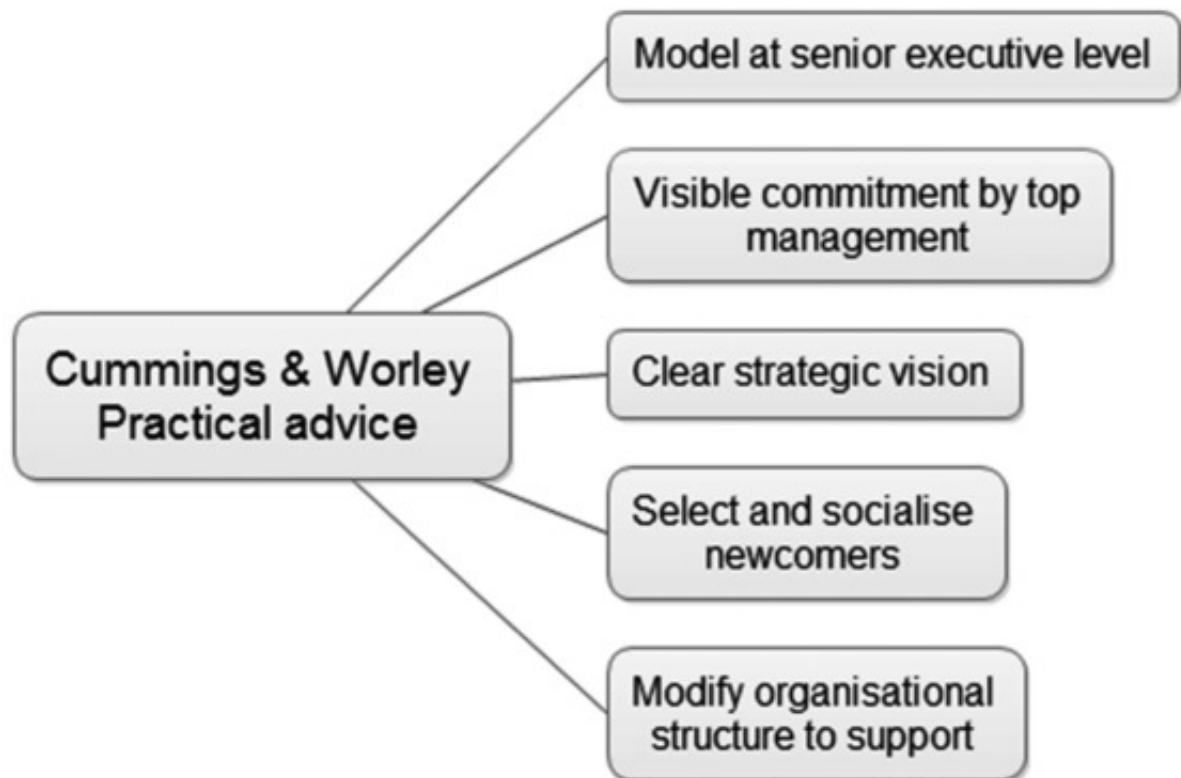 Model at senior executive level
Visible commitment by top
management
Cummings & Worley
Practical advice
Clear strategic vision
Select and socialise
newcomers
Modify organisational
structure to support